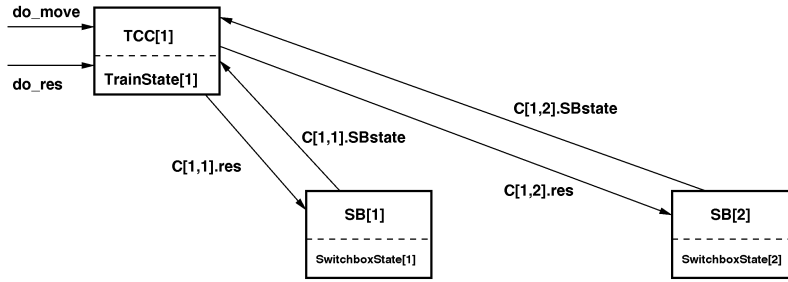 do_move
TCC[1]
TrainState[1]
do_res
C[1,2].SBstate
C[1,1].SBstate
C[1,1].res
C[1,2].res
SB[1]
SwitchboxState[1]
SB[2]
SwitchboxState[2]